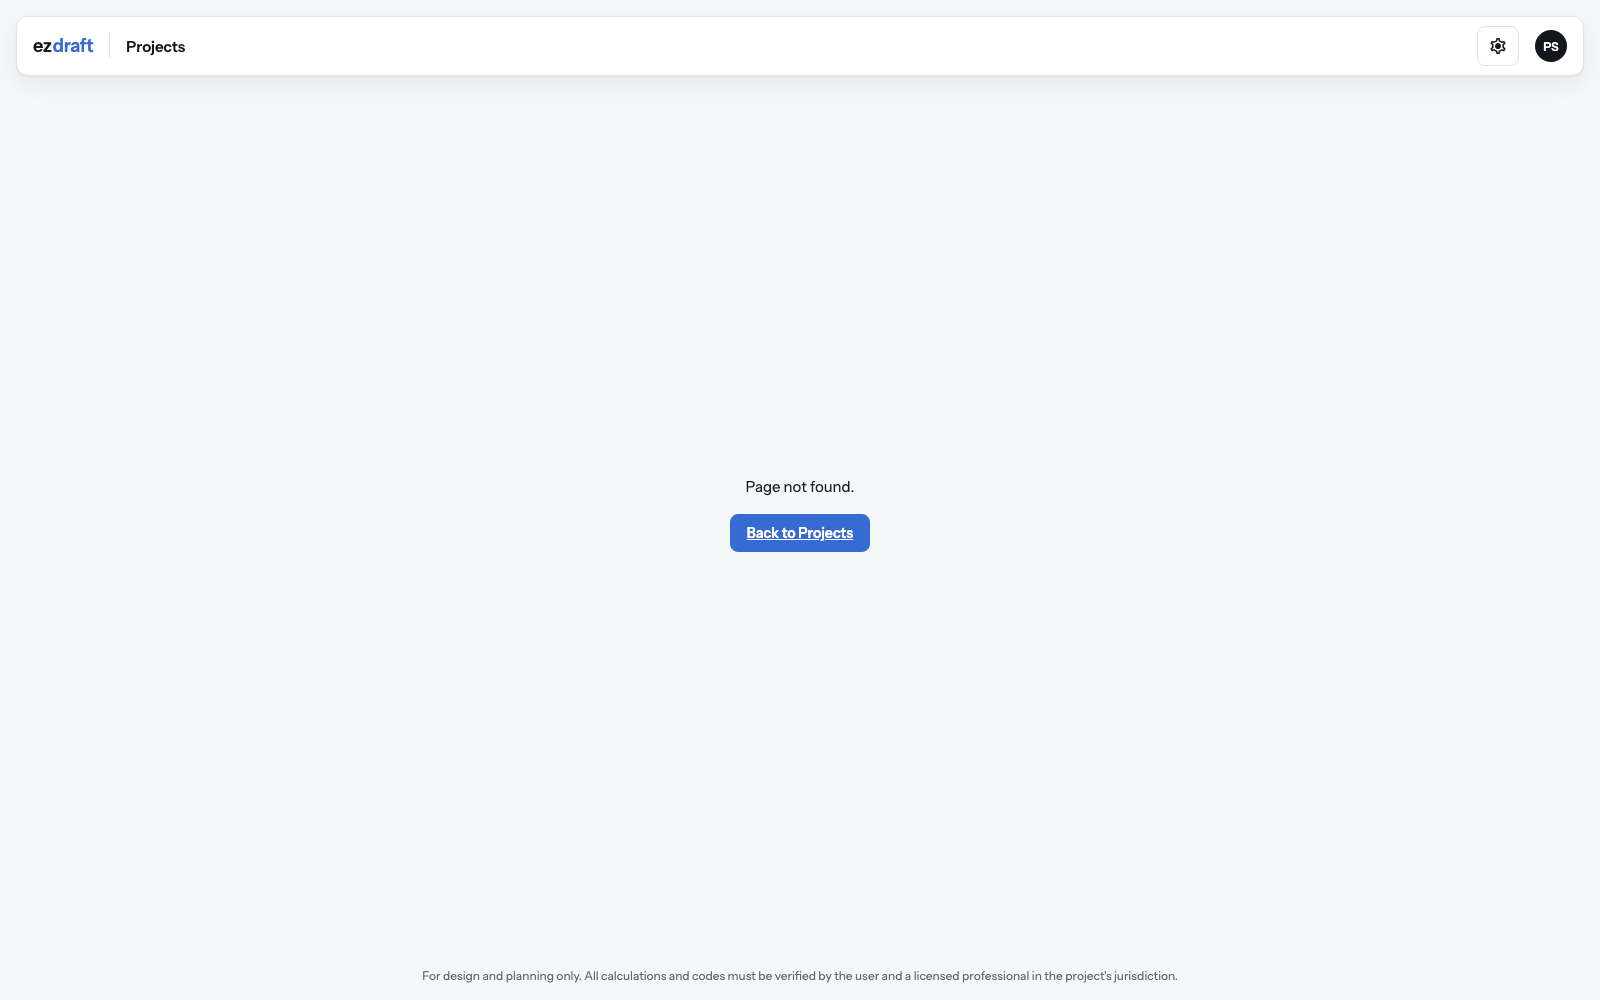 ezdraft
Projects
PS
Page not found.
Back to Projects
For design and planning only. All calculations and codes must be verified by the user and a licensed professional in the project's jurisdiction.